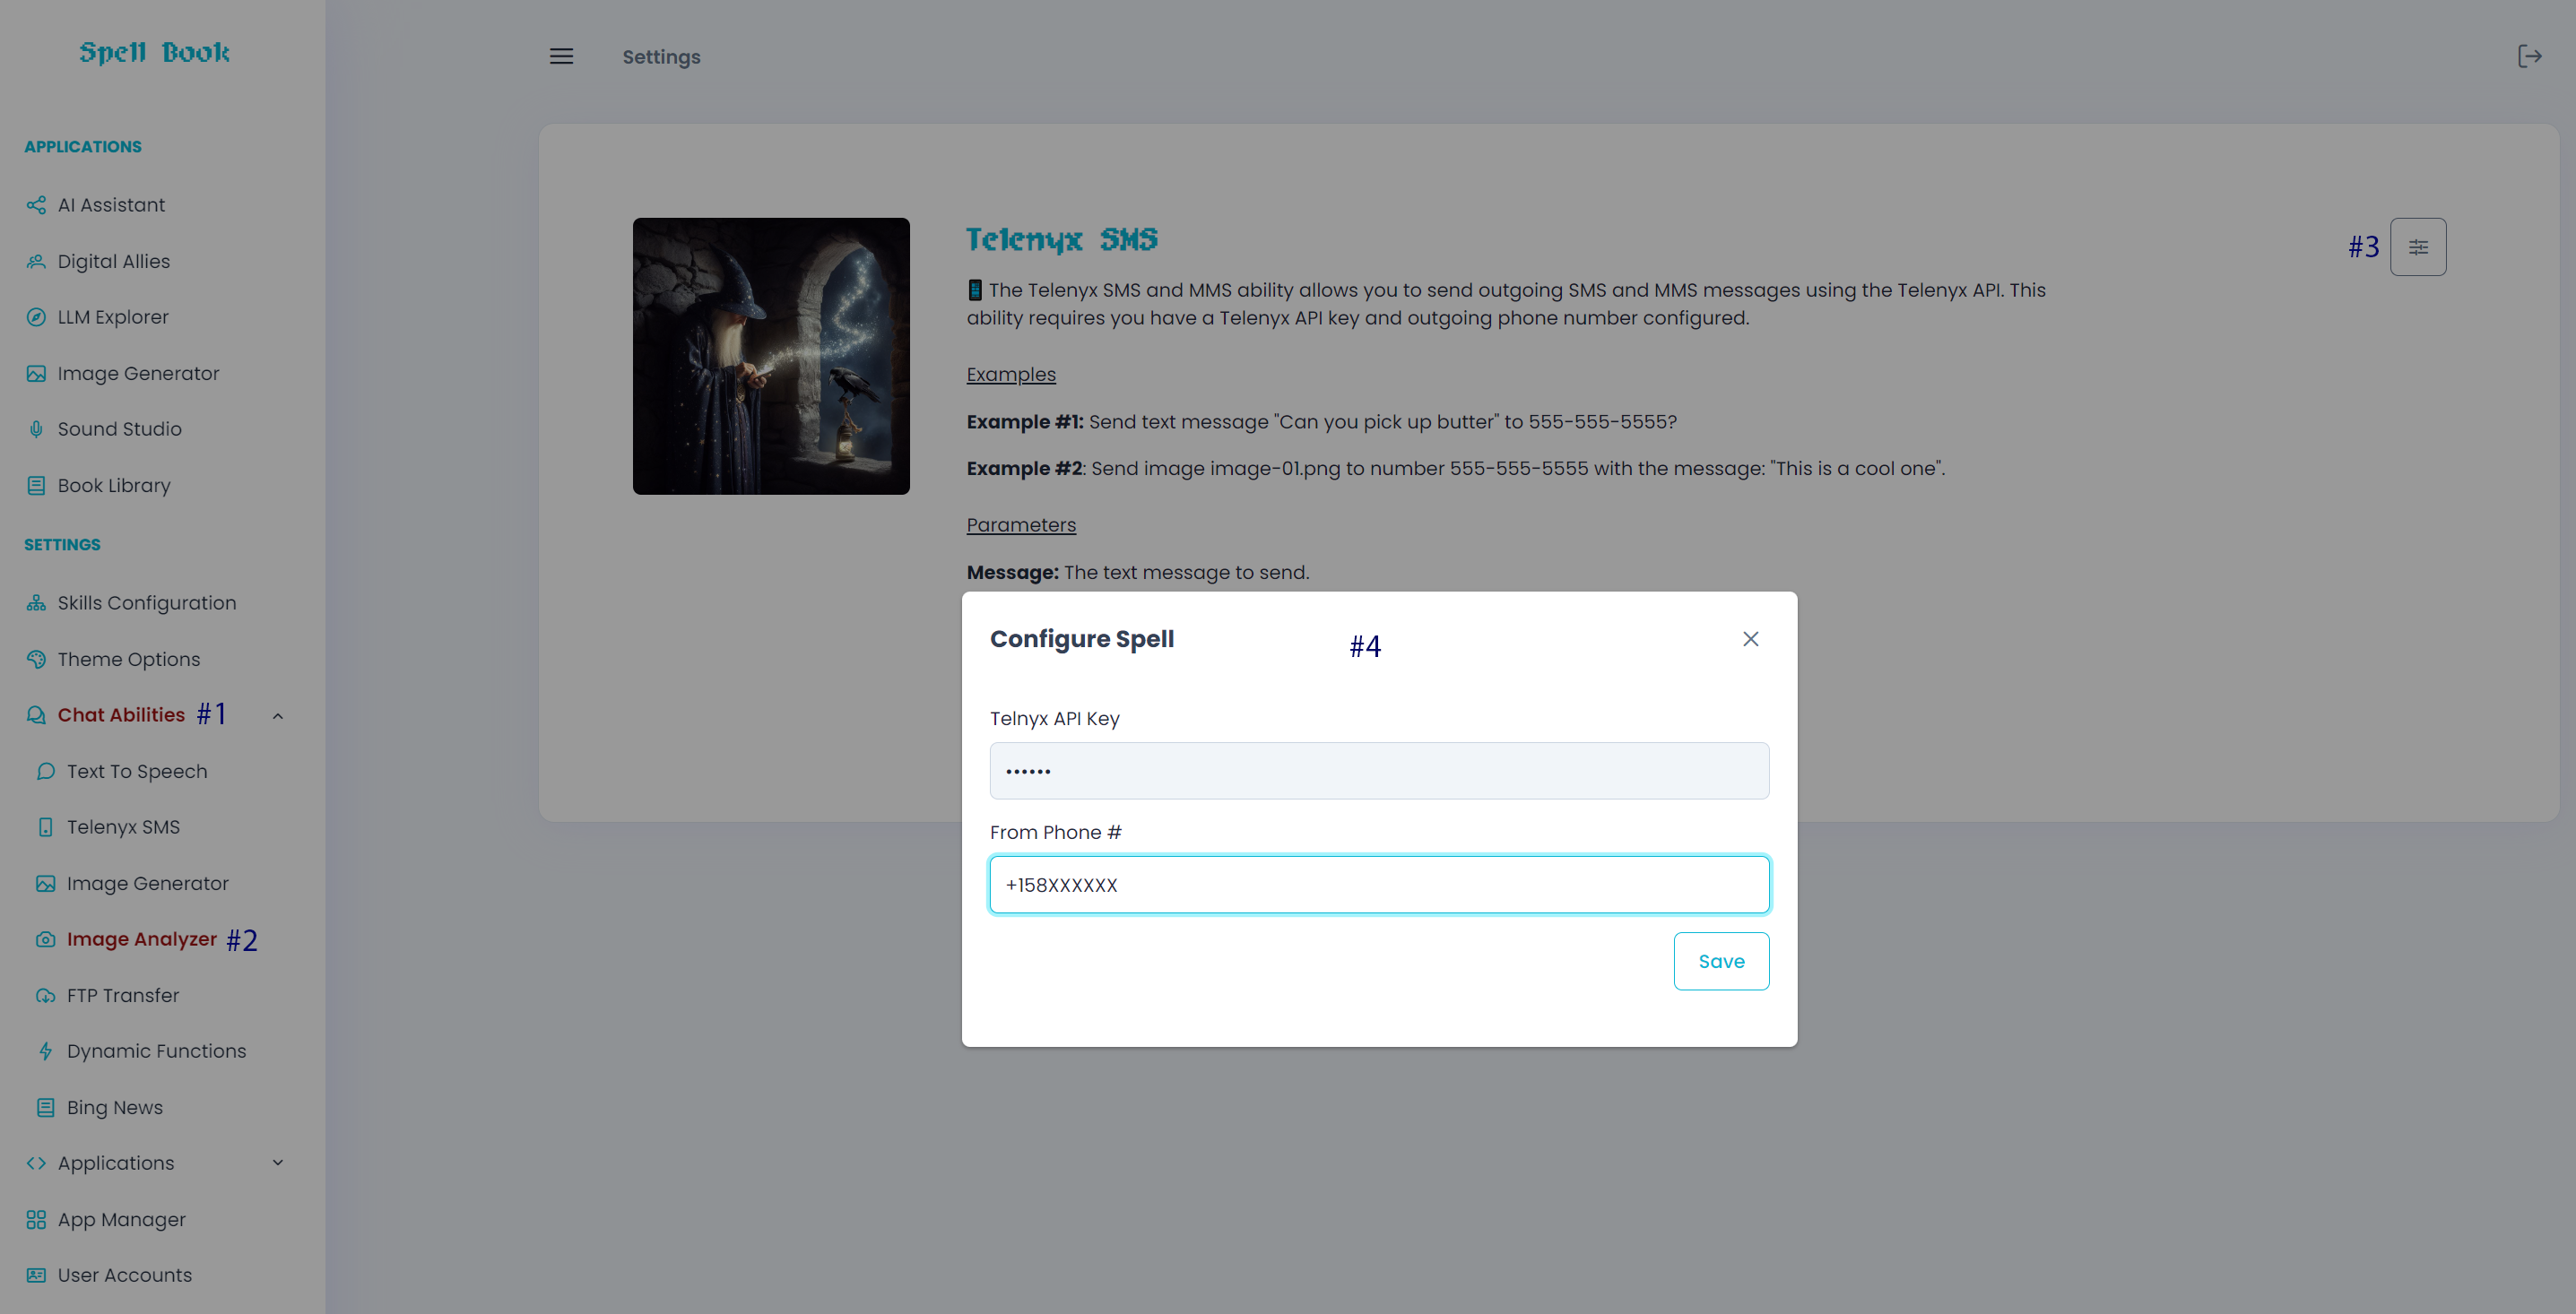 Spell Book
Settings
APPLICATIONS
AI Assistant
Digital Allies
LLM Explorer
Image Generator
Sound Studio
Book Library
SETTINGS
Skills Configuration
Theme Options
Chat Abilities #1
Text To Speech
Telenyx SMS
Image Generator
Image Analyzer #2
FTP Transfer
Dynamic Functions
Bing News
Applications
App Manager
User Accounts
Telenyx SMS
#3
The Telenyx SMS and MMS ability allows you to send outgoing SMS and MMS messages using the Telenyx API. This
ability requires you have a Telenyx API key and outgoing phone number configured.
Examples
Example #1: Send text message "Can you pick up butter" to 555-555-5555?
Example #2: Send image image-01.png to number 555-555-5555 with the message: "This is a cool one".
Parameters
Message: The text message to send.
Configure Spell
#4
Telnyx API Key
••••••
From Phone #
+158XXXXXX
Save